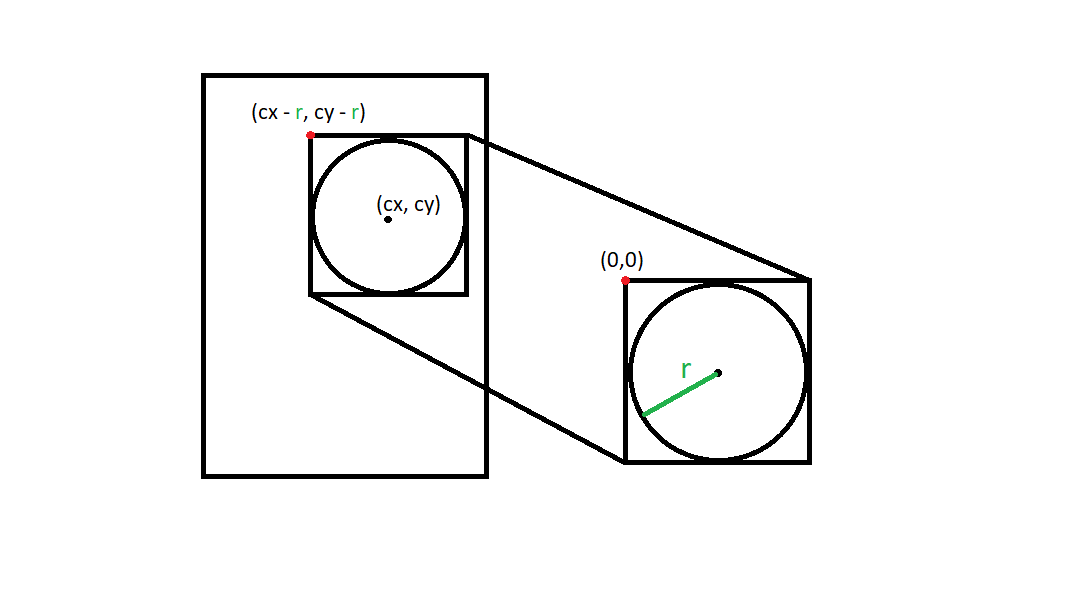 (cx - r, cy - r)
(cx, cy)
(0,0)
r